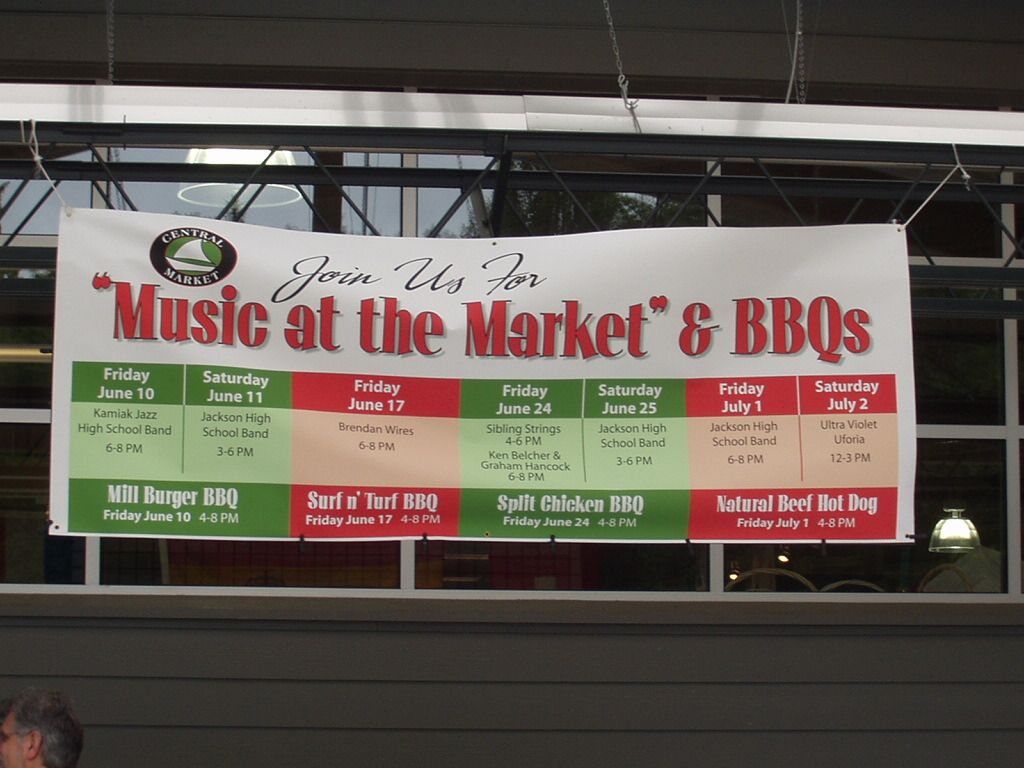 CENTRAL
MARKET
Join Us For
"Music at the Market" & BBQs
Friday
June 10
Kamiak Jazz
High School Band
6-8 PM
Saturday
June 11
Jackson High
School Band
3-6 PM
Mill Burger BBQ
Friday June 10 4-8 PM
Friday
June 17
Brendan Wires
6-8 PM
Surf n' Turf BBQ
Friday June 17 4-8 PM
Friday
June 24
Sibling Strings
4-6 PM
Ken Belcher &
Graham Hancock
6-8 PM
Saturday
June 25
Jackson High
School Band
3-6 PM
Split Chicken BBQ
Friday June 24 4-8 PM
Friday
July 1
Jackson High
School Band
6-8 PM
Saturday
July 2
Ultra Violet
Uforia
12-3 PM
Natural Beef Hot Dog
Friday July 1 4-8 PM